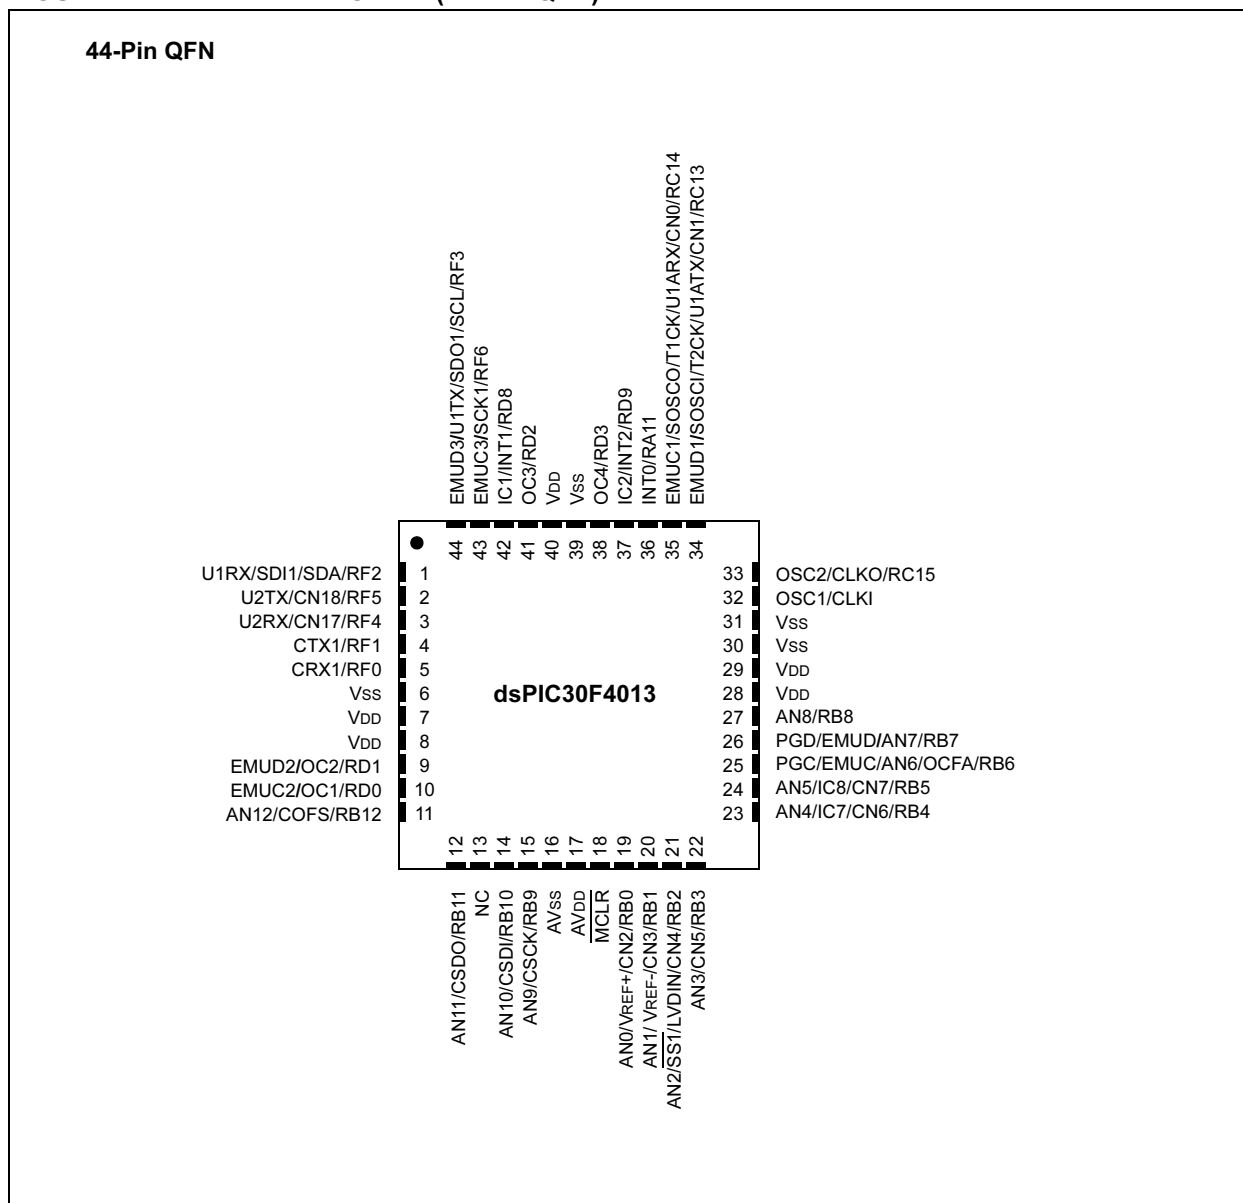 44-Pin QFN
EMUD3/U1TX/SDO1/SCL/RF3
EMUC3/SCK1/RF6
IC1/INT1/RD8
OC3/RD2
VDD
VSS
OC4/RD3
IC2/INT2/RD9
INT0/RA11
EMUC1/SOSCO/T1CK/U1ARX/CN0/RC14
EMUD1/SOSCI/T2CK/U1ATX/CN1/RC13
44 43 42 41 40 39 38 37 36 35 34
U1RX/SDI1/SDA/RF2 1
U2TX/CN18/RF5 2
U2RX/CN17/RF4 3
CTX1/RF1 4
CRX1/RF0 5
VSS 6
VDD 7
VDD 8
EMUD2/OC2/RD1 9
EMUC2/OC1/RD0 10
AN12/COFS/RB12 11
dsPIC30F4013
33 OSC2/CLKO/RC15
32 OSC1/CLKI
31 VSS
30 VSS
29 VDD
28 VDD
27 AN8/RB8
26 PGD/EMUD/AN7/RB7
25 PGC/EMUC/AN6/OCFA/RB6
24 AN5/IC8/CN7/RB5
23 AN4/IC7/CN6/RB4
12 13 14 15 16 17 18 19 20 21 22
AN11/CSDO/RB11
NC
AN10/CSDI/RB10
AN9/CSCK/RB9
AVSS
AVDD
MCLR
AN0/VREF+/CN2/RB0
AN1/ VREF-/CN3/RB1
AN2/SS1/LVDIN/CN4/RB2
AN3/CN5/RB3